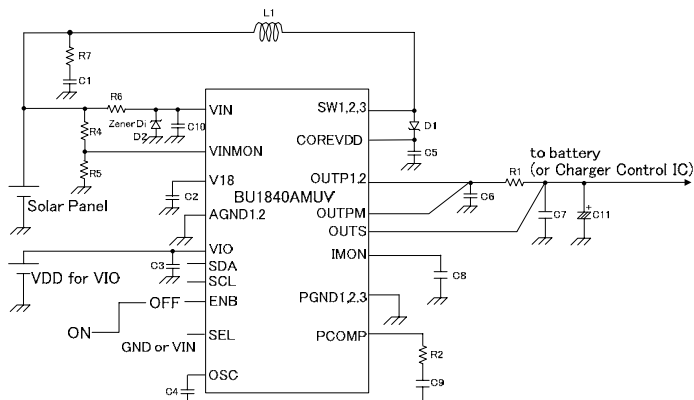 L1
R7
C1
R6
VIN
SW1,2,3
Zener Di
D2
C10
D1
R4
COREVDD
VINMON
C5
R5
to battery
(or Charger Control IC)
V18
OUTP1,2
R1
BU1840AMUV
C2
C6
Solar Panel
AGND1,2
OUTPM
C7
C11
+
OUTS
VIO
IMON
VDD for VIO
C3
SDA
SCL
C8
OFF
ENB
PGND1,2,3
ON
SEL
PCOMP
GND or VIN
R2
OSC
C4
C9